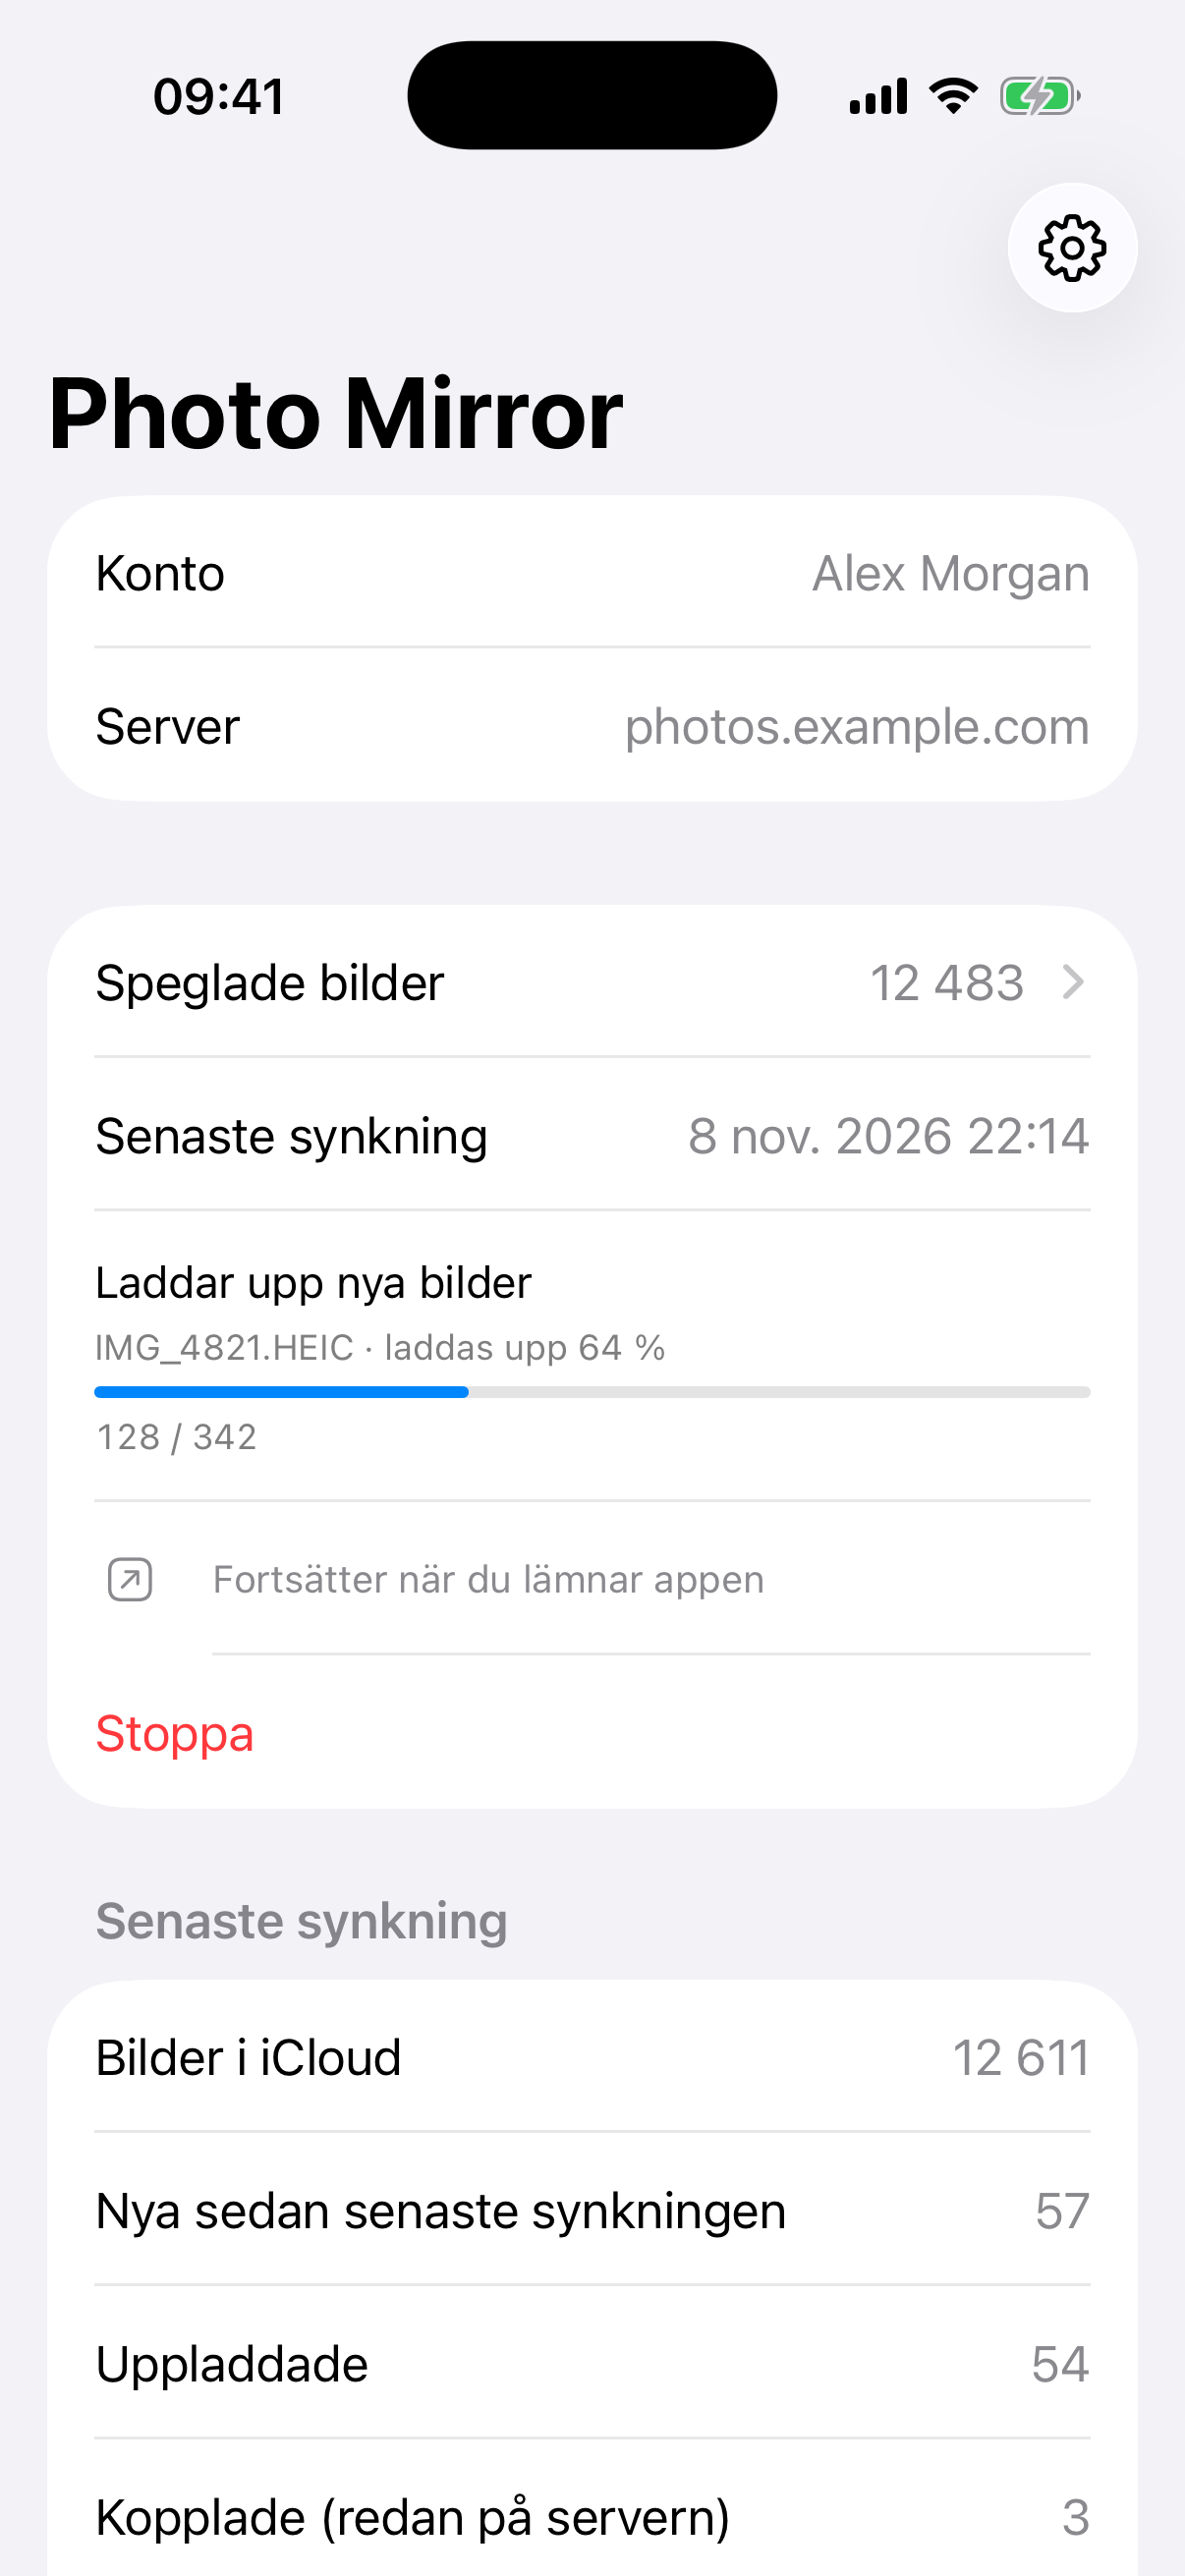 09:41
Photo Mirror
Konto Alex Morgan
Server photos.example.com
Speglade bilder 12 483
Senaste synkning 8 nov. 2026 22:14
Laddar upp nya bilder
IMG_4821.HEIC · laddas upp 64 %
128 / 342
Fortsätter när du lämnar appen
Stoppa
Senaste synkning
Bilder i iCloud 12 611
Nya sedan senaste synkningen 57
Uppladdade 54
Kopplade (redan på servern) 3